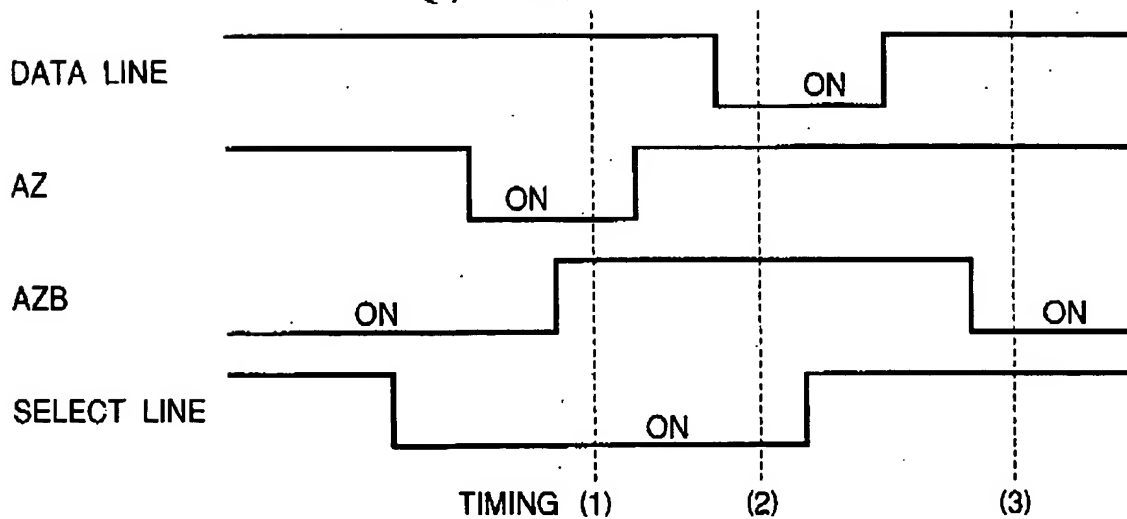 DATA LINE
ON
AZ
ON
AZB
ON
ON
SELECT LINE
ON
TIMING (1) (2) (3)